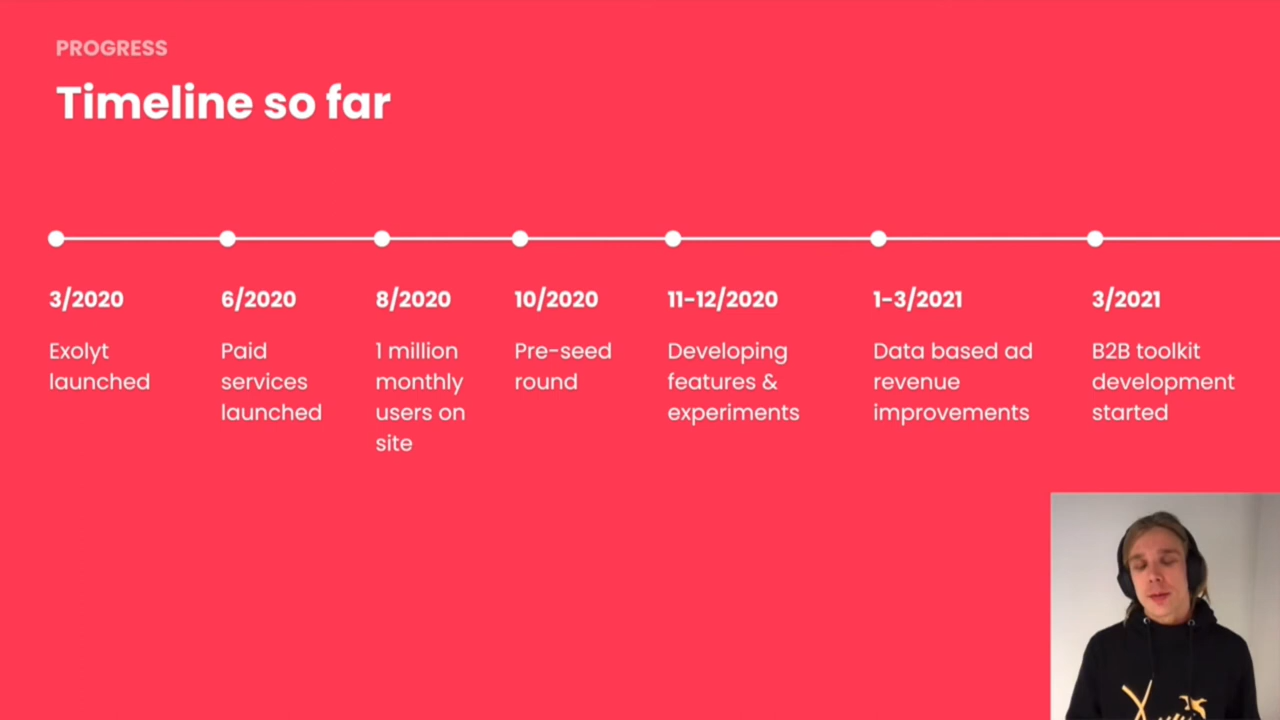 PROGRESS
Timeline so far
3/2020
Exolyt
launched
6/2020
Paid
services
launched
8/2020
1 million
monthly
users on
site
10/2020
Pre-seed
round
11-12/2020
Developing
features &
experiments
1-3/2021
Data based ad
revenue
improvements
3/2021
B2B toolkit
development
started